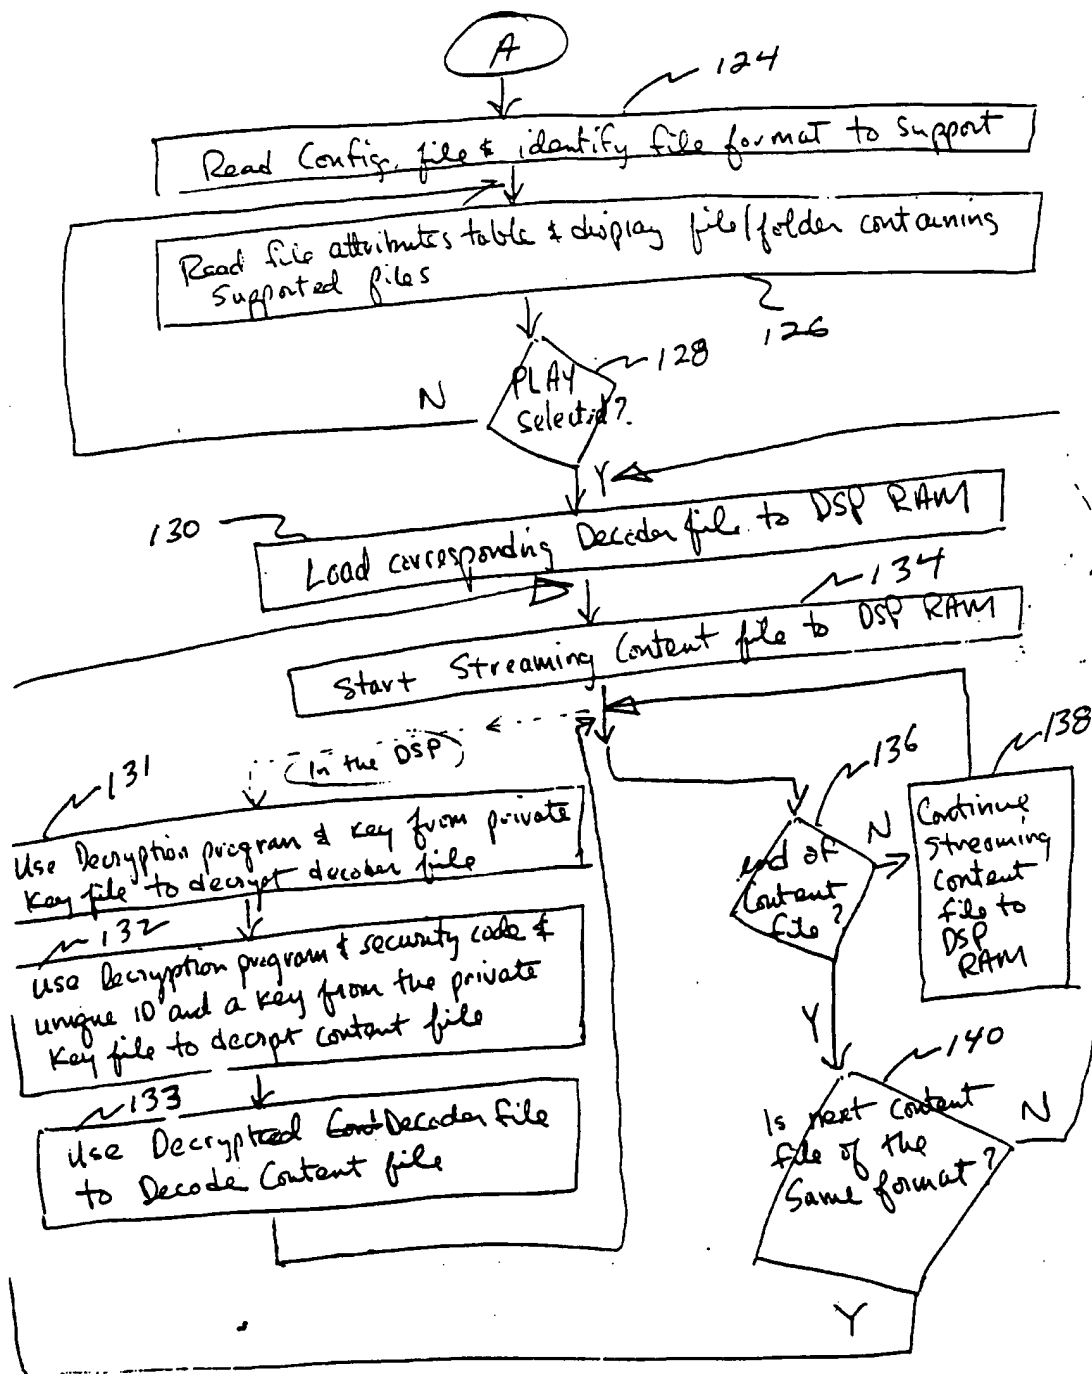 A
124
Read Config. file & identify file format to support
Read file attributes table & display file/folder containing
supported files
126
128
PLAY
selected?
N
Y
130
Load corresponding Decoder file to DSP RAM
134
Start Streaming Content file to DSP RAM
In the DSP
131
Use Decryption program & key from private
key file to decrypt decoder file
132
use Decryption program & security code &
unique ID and a key from the private
key file to decrypt content file
133
Use Decrypted Decoder file
to Decode Content file
136
end of
Content
file?
N
138
Continue
streaming
content
file to
DSP
RAM
Y
140
Is next content
file of the
same format?
N
Y